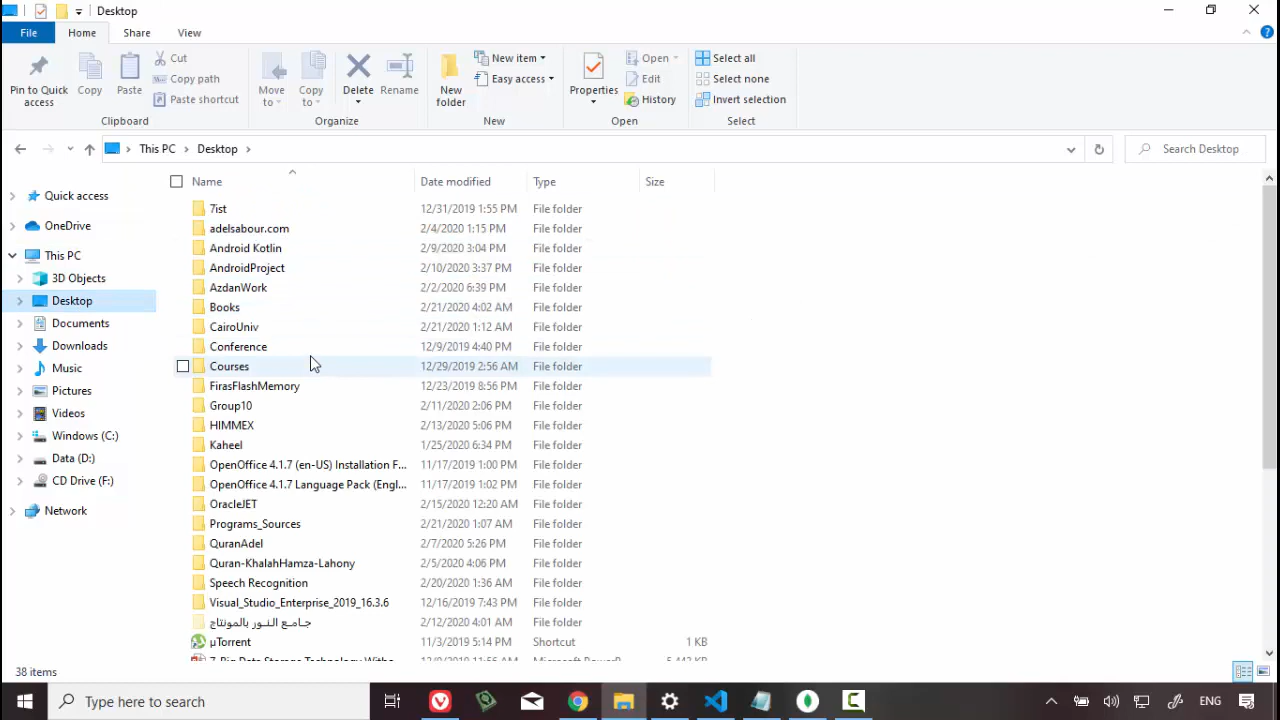 Desktop
File Home Share View
Pin to Quick access
Copy
Paste
Cut
Copy path
Paste shortcut
Clipboard
Move to
Copy to
Delete
Rename
Organize
New folder
New item
Easy access
New
Properties
Open
Edit
History
Open
Select all
Select none
Invert selection
Select
This PC Desktop
Search Desktop
Quick access
OneDrive
This PC
3D Objects
Desktop
Documents
Downloads
Music
Pictures
Videos
Windows (C:)
Data (D:)
CD Drive (F:)
Network
Name Date modified Type Size
7ist 12/31/2019 1:55 PM File folder
adelsabour.com 2/4/2020 1:15 PM File folder
Android Kotlin 2/9/2020 3:04 PM File folder
AndroidProject 2/10/2020 3:37 PM File folder
AzdanWork 2/2/2020 6:39 PM File folder
Books 2/21/2020 4:02 AM File folder
CairoUniv 2/21/2020 1:12 AM File folder
Conference 12/9/2019 4:40 PM File folder
Courses 12/29/2019 2:56 AM File folder
FirasFlashMemory 12/23/2019 8:56 PM File folder
Group10 2/11/2020 2:06 PM File folder
HIMMEX 2/13/2020 5:06 PM File folder
Kaheel 1/25/2020 6:34 PM File folder
OpenOffice 4.1.7 (en-US) Installation F... 11/17/2019 1:00 PM File folder
OpenOffice 4.1.7 Language Pack (Engl... 11/17/2019 1:02 PM File folder
OracleJET 2/15/2020 12:20 AM File folder
Programs_Sources 2/21/2020 1:07 AM File folder
QuranAdel 2/7/2020 5:26 PM File folder
Quran-KhalahHamza-Lahony 2/5/2020 4:06 PM File folder
Speech Recognition 2/20/2020 1:36 AM File folder
Visual_Studio_Enterprise_2019_16.3.6 12/16/2019 7:43 PM File folder
جامع النور بالمونتاج 2/12/2020 4:01 AM File folder
µTorrent 11/3/2019 5:14 PM Shortcut 1 KB
38 items
Type here to search
ENG